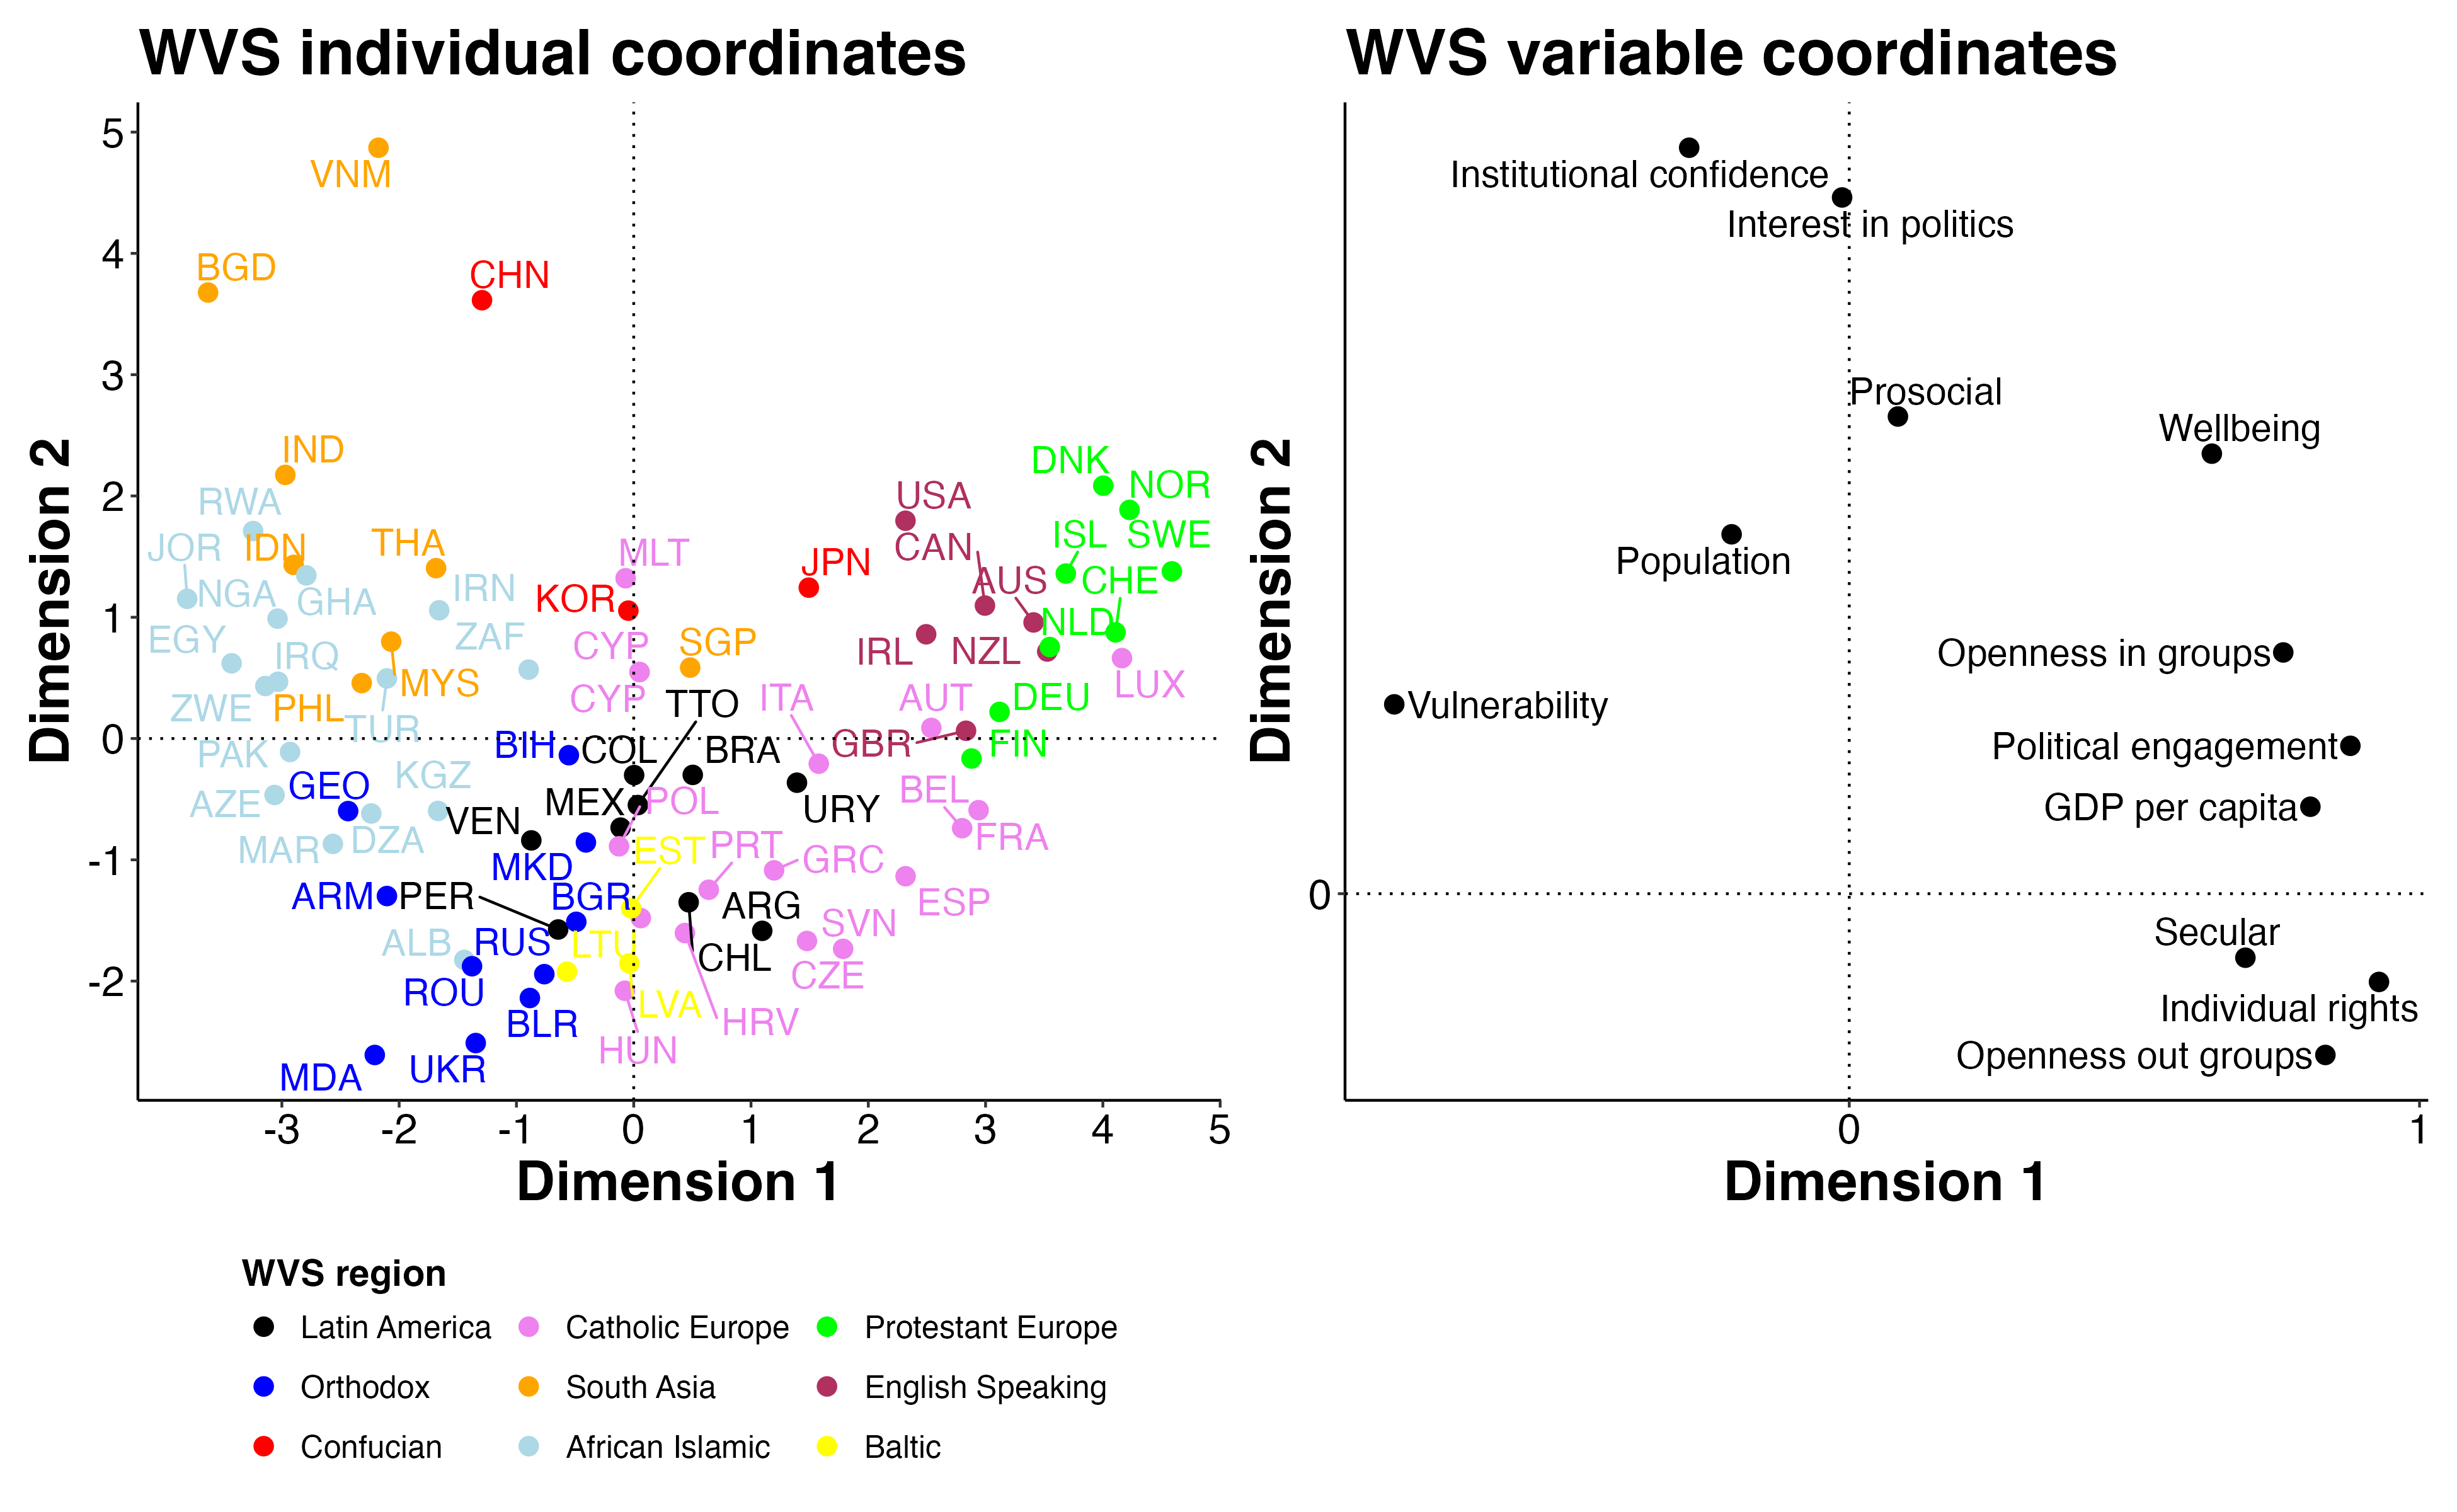 WVS individual coordinates
5
4
3
2
1
0
-1
-2
Dimension 2
VNM
BGD
CHN
IND
RWA
JOR
IDN
THA
NGA
GHA
IRN
EGY
IRQ
ZAF
ZWE
PHL
MYS
TUR
PAK
KGZ
GEO
AZE
MAR
DZA
ARM
ALB
MLT
KOR
JPN
CYP
SGP
CYP
TTO
ITA
BIH
COL
BRA
MEX
POL
URY
VEN
MKD
EST
PRT
GRC
PER
BGR
ARG
RUS
LTU
CHL
SVN
CZE
ROU
BLR
LVA
HRV
HUN
UKR
MDA
USA
CAN
AUS
IRL
NZL
NLD
DNK
NOR
ISL
SWE
CHE
LUX
AUT
DEU
GBR
FIN
BEL
FRA
ESP
-3
-2
-1
0
1
2
3
4
5
Dimension 1
WVS region
Latin America
Catholic Europe
Protestant Europe
Orthodox
South Asia
English Speaking
Confucian
African Islamic
Baltic
WVS variable coordinates
Dimension 2
0
Institutional confidence
Interest in politics
Prosocial
Wellbeing
Population
Openness in groups
Vulnerability
Political engagement
GDP per capita
Secular
Individual rights
Openness out groups
0
1
Dimension 1